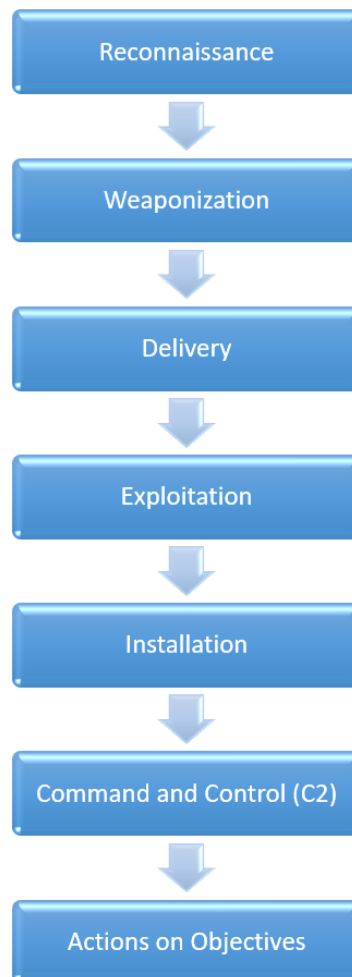 Reconnaissance
Weaponization
Delivery
Exploitation
Installation
Command and Control (C2)
Actions on Objectives